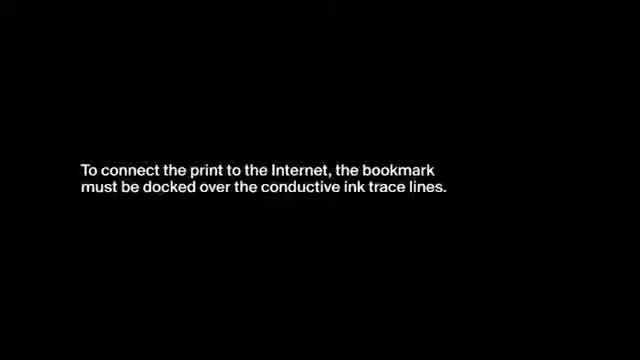 To connect the print to the Internet, the bookmark
must be docked over the conductive ink trace lines.